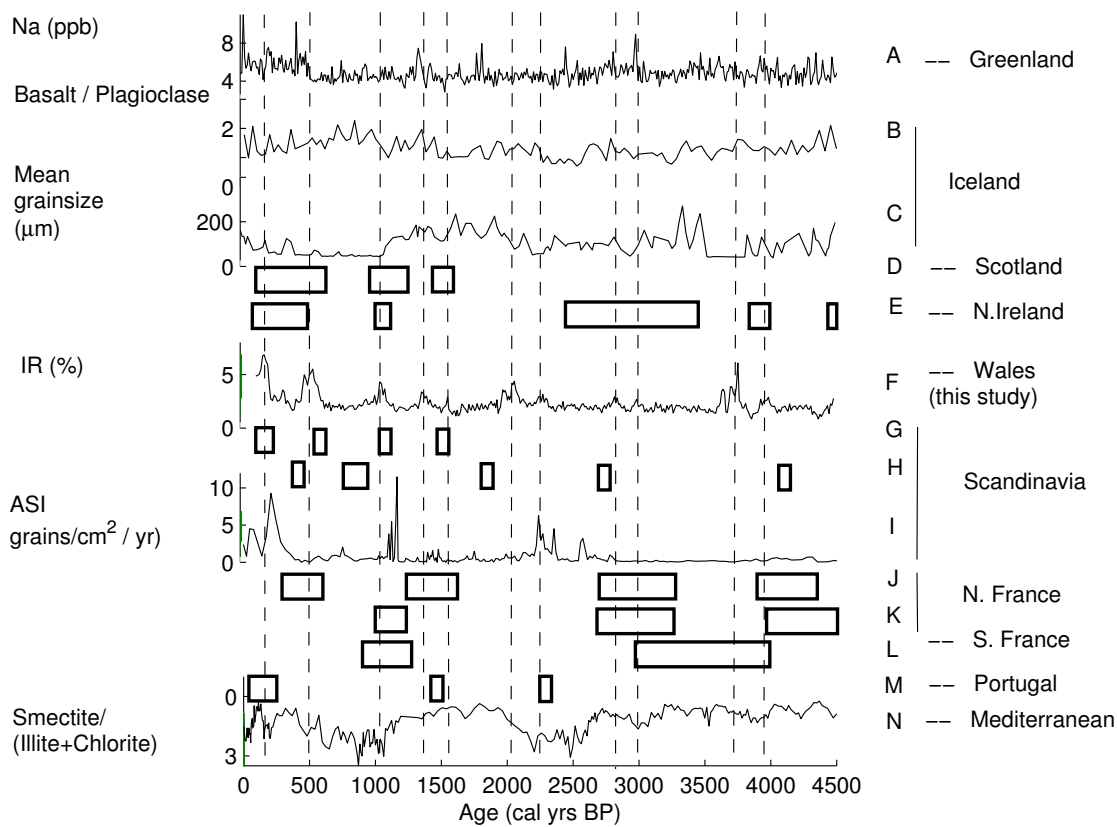 Na (ppb)
8
4
A -- Greenland
Basalt / Plagioclase
2
0
B
Iceland
Mean
grainsize
(μm)
200
0
C
D -- Scotland
E -- N.Ireland
IR (%)
5
0
F -- Wales
(this study)
G
H
Scandinavia
ASI
grains/cm² / yr)
10
5
0
I
J
N. France
K
L -- S. France
M -- Portugal
N -- Mediterranean
Smectite/
(Illite+Chlorite)
0
3
0 500 1000 1500 2000 2500 3000 3500 4000 4500
Age (cal yrs BP)